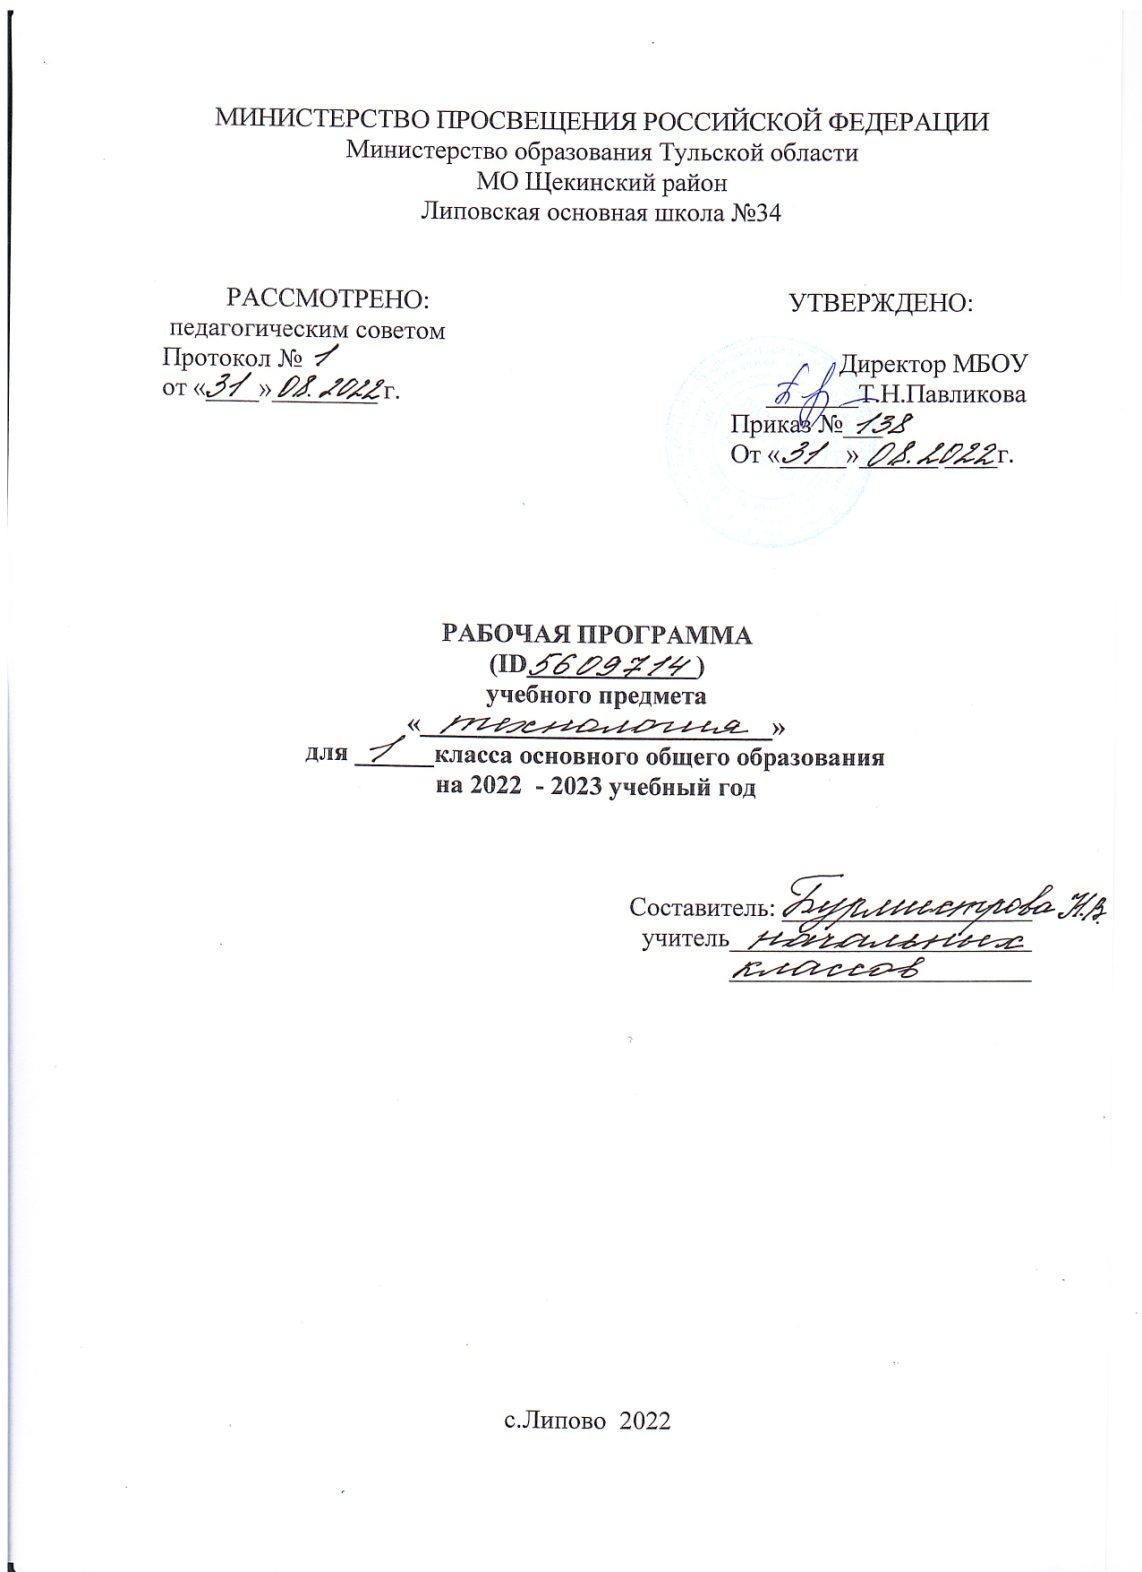 МИНИСТЕРСТВО ПРОСВЕЩЕНИЯ РОССИЙСКОЙ ФЕДЕРАЦИИ
Министерство образования Тульской области
МО Щекинский район
Липовская основная школа №34
РАССМОТРЕНО:
педагогическим советом
Протокол № 1
от «31» 08.2022г.
УТВЕРЖДЕНО:
Директор МБОУ
Т.Н.Павликова
Приказ № 138
От «31» 08.2022г.
РАБОЧАЯ ПРОГРАММА
(ID 5609714)
учебного предмета
«технология»
для 1 класса основного общего образования
на 2022 - 2023 учебный год
Составитель: Бурмистрова Н.В.
учитель начальных
классов
с.Липово 2022